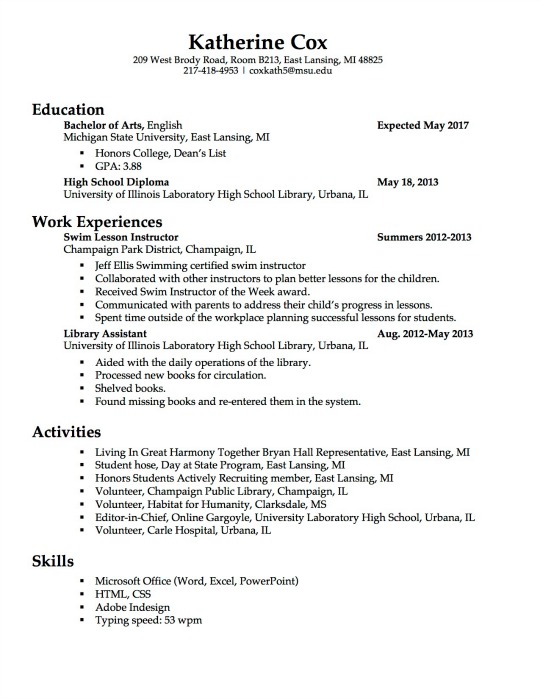 Katherine Cox
209 West Brody Road, Room B213, East Lansing, MI 48825
217-418-4953 | coxkath5@msu.edu
Education
Bachelor of Arts, English Expected May 2017
Michigan State University, East Lansing, MI
▪ Honors College, Dean's List
▪ GPA: 3.88
High School Diploma May 18, 2013
University of Illinois Laboratory High School Library, Urbana, IL
Work Experiences
Swim Lesson Instructor Summers 2012-2013
Champaign Park District, Champaign, IL
▪ Jeff Ellis Swimming certified swim instructor
▪ Collaborated with other instructors to plan better lessons for the children.
▪ Received Swim Instructor of the Week award.
▪ Communicated with parents to address their child's progress in lessons.
▪ Spent time outside of the workplace planning successful lessons for students.
Library Assistant Aug. 2012-May 2013
University of Illinois Laboratory High School Library, Urbana, IL
▪ Aided with the daily operations of the library.
▪ Processed new books for circulation.
▪ Shelved books.
▪ Found missing books and re-entered them in the system.
Activities
▪ Living In Great Harmony Together Bryan Hall Representative, East Lansing, MI
▪ Student hose, Day at State Program, East Lansing, MI
▪ Honors Students Actively Recruiting member, East Lansing, MI
▪ Volunteer, Champaign Public Library, Champaign, IL
▪ Volunteer, Habitat for Humanity, Clarksdale, MS
▪ Editor-in-Chief, Online Gargoyle, University Laboratory High School, Urbana, IL
▪ Volunteer, Carle Hospital, Urbana, IL
Skills
▪ Microsoft Office (Word, Excel, PowerPoint)
▪ HTML, CSS
▪ Adobe Indesign
▪ Typing speed: 53 wpm